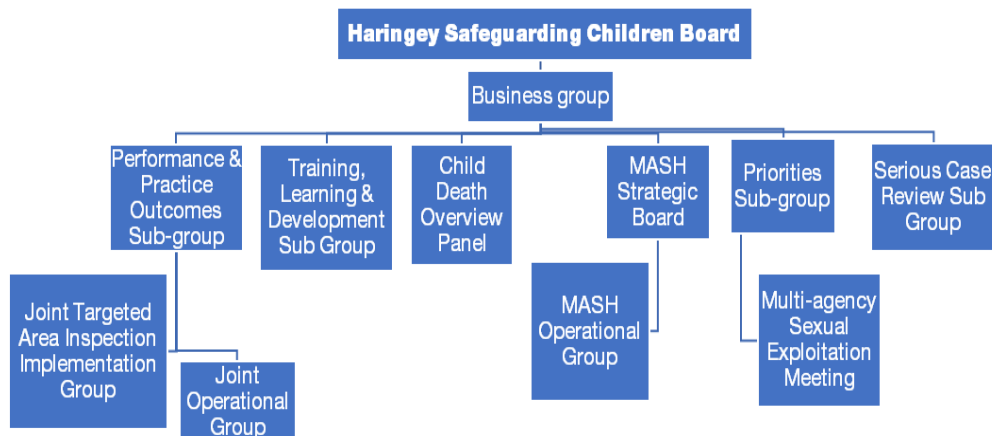 Haringey Safeguarding Children Board
Business group
Performance &
Practice
Outcomes
Sub-group
Training,
Learning &
Development
Sub Group
Child
Death
Overview
Panel
MASH
Strategic
Board
Priorities
Sub-group
Serious Case
Review Sub
Group
Joint Targeted
Area Inspection
Implementation
Group
Joint
Operational
Group
MASH
Operational
Group
Multi-agency
Sexual
Exploitation
Meeting